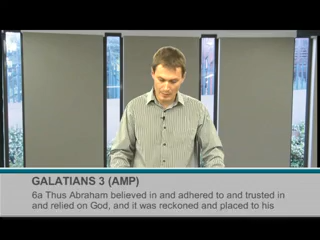 GALATIANS 3 (AMP)
6a Thus Abraham believed in and adhered to and trusted in
and relied on God, and it was reckoned and placed to his